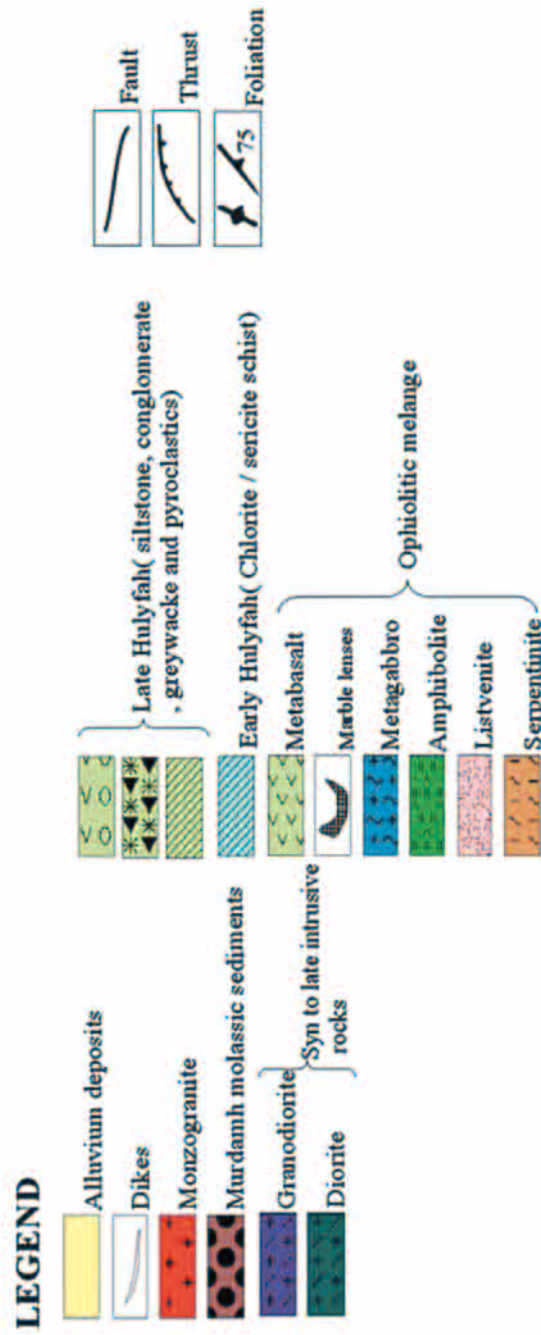 LEGEND
Alluvium deposits
Dikes
Monzogranite
Murdamh molassic sediments
Granodiorite
Diorite
Syn to late intrusive
rocks
Late Hulyfah( siltstone, conglomerate
, greywacke and pyroclastics)
Early Hulyfah( Chlorite / sericite schist)
Metabasalt
Marble lenses
Metagabbro
Amphibolite
Listvenite
Serpentinite
Ophiolitic melange
Fault
Thrust
75
Foliation